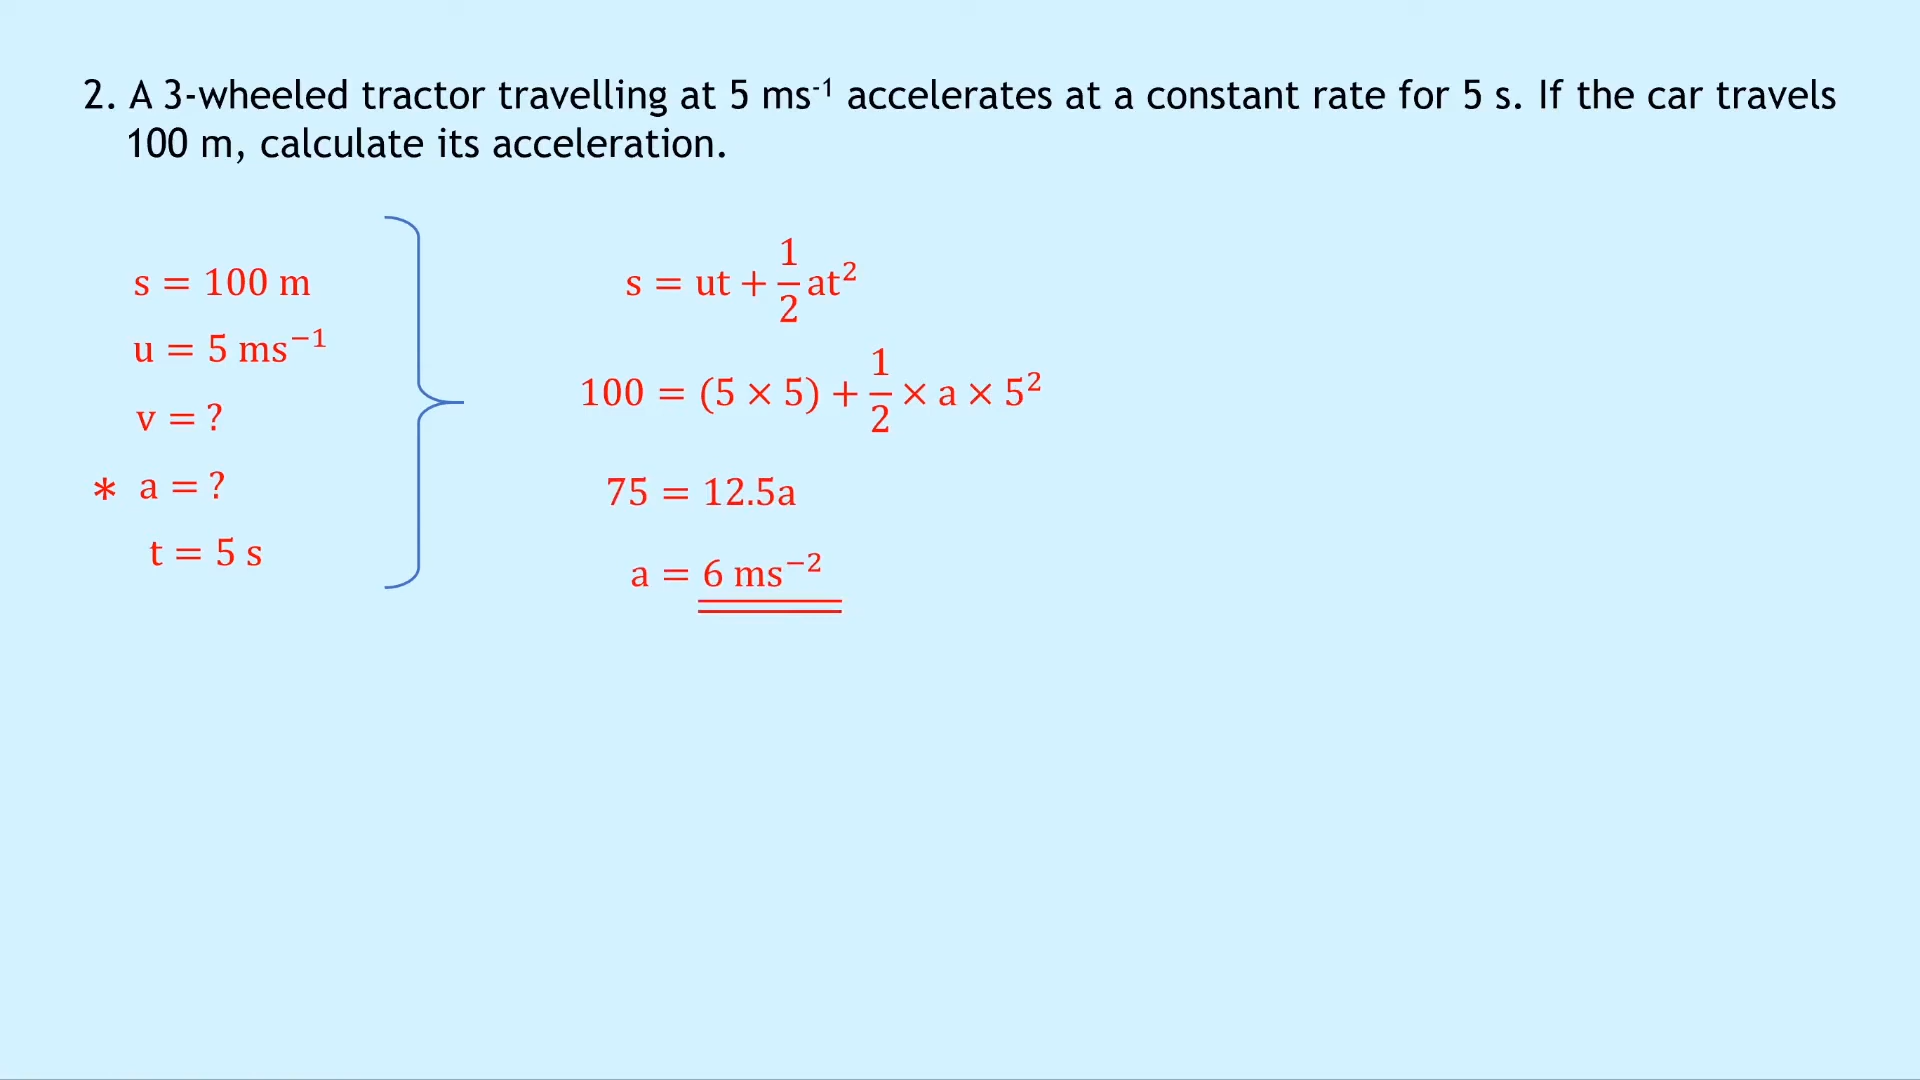 2. A 3-wheeled tractor travelling at 5 ms⁻¹ accelerates at a constant rate for 5 s. If the car travels
100 m, calculate its acceleration.
s = 100 m
u = 5 ms⁻¹
v = ?
* a = ?
t = 5 s
s = ut + 1/2 at²
100 = (5 × 5) + 1/2 × a × 5²
75 = 12.5a
a = 6 ms⁻²